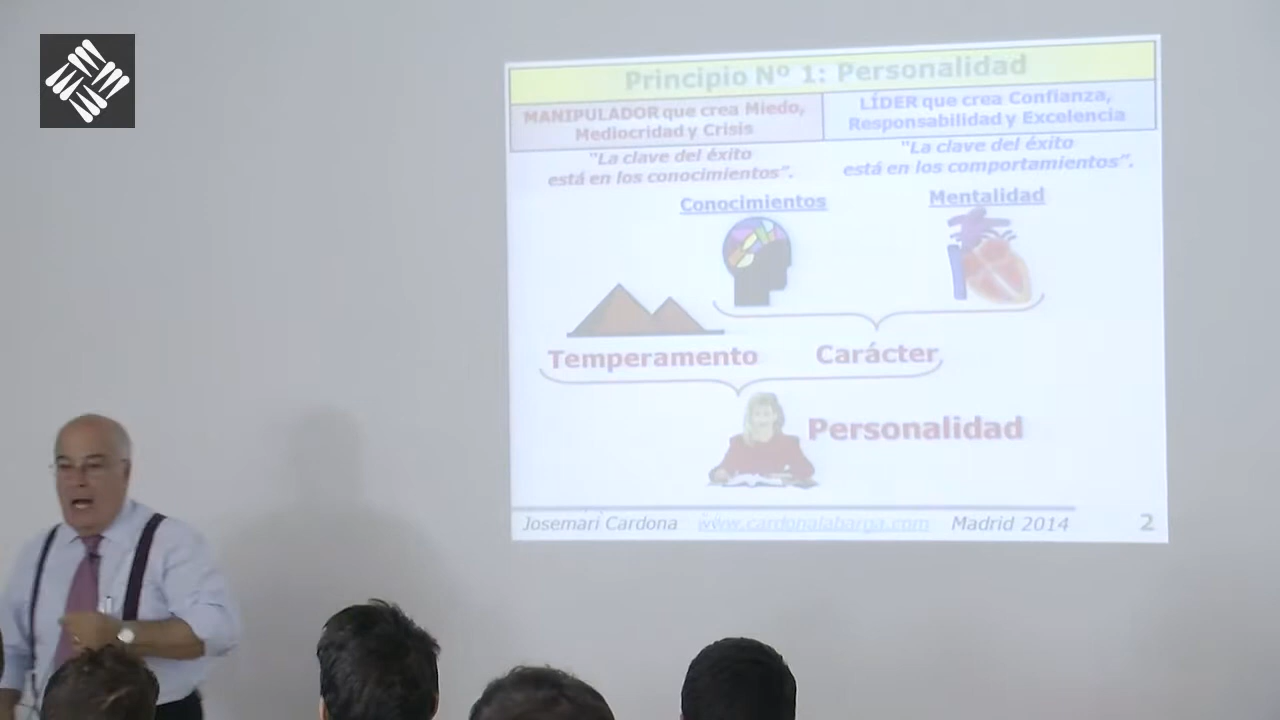 Principio Nº 1: Personalidad
MANIPULADOR que crea Miedo,
Mediocridad y Crisis
LÍDER que crea Confianza,
Responsabilidad y Excelencia
"La clave del éxito
está en los conocimientos".
"La clave del éxito
está en los comportamientos".
Conocimientos
Mentalidad
Temperamento
Carácter
Personalidad
Josemari Cardona www.cardonalabarga.com Madrid 2014 2